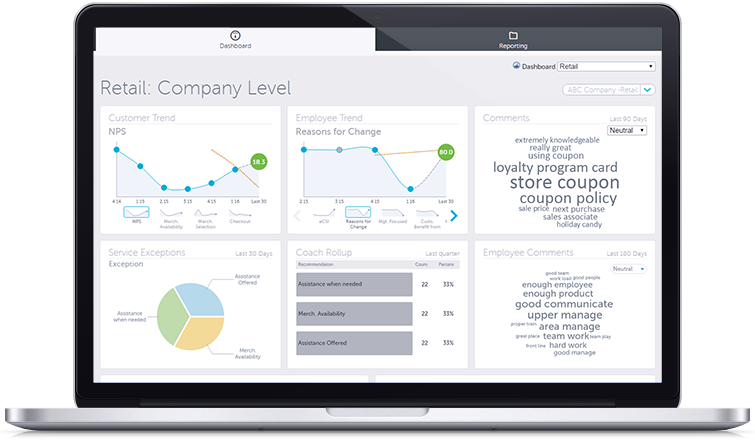 Dashboard
Reporting
Dashboard Retail
Retail: Company Level
ABC Company -Retail
Customer Trend
NPS
18.3
4:14 1:15 2:15 3:15 4:15 1:16 Last 30
NPS
March. Availability
March. Selection
Checkout
Employee Trend
Reasons for Change
80.0
2:15 3:15 4:15 1:16 Last 30
eCSI
Reasons for Change
Mgt. Focused
Cust. Benefit from
Comments
Last 90 Days
Neutral
extremely knowledgeable
really great
using coupon
loyalty program card
store coupon
coupon policy
sale price next purchase
sales associate
holiday candy
Service Exceptions
Last 30 Days
Exception
Assistance Offered
Assistance when needed
Merch. Availability
Coach Rollup
Last quarter
Recommendation Count Percent
Assistance when needed 22 33%
Merch. Availability 22 33%
Assistance Offered 22 33%
Employee Comments
Last 180 Days
Neutral
good team
work load good people
enough employee
enough product
good communicate
upper manage
proper train area manage
great place team work team play
front line hard work
good manage